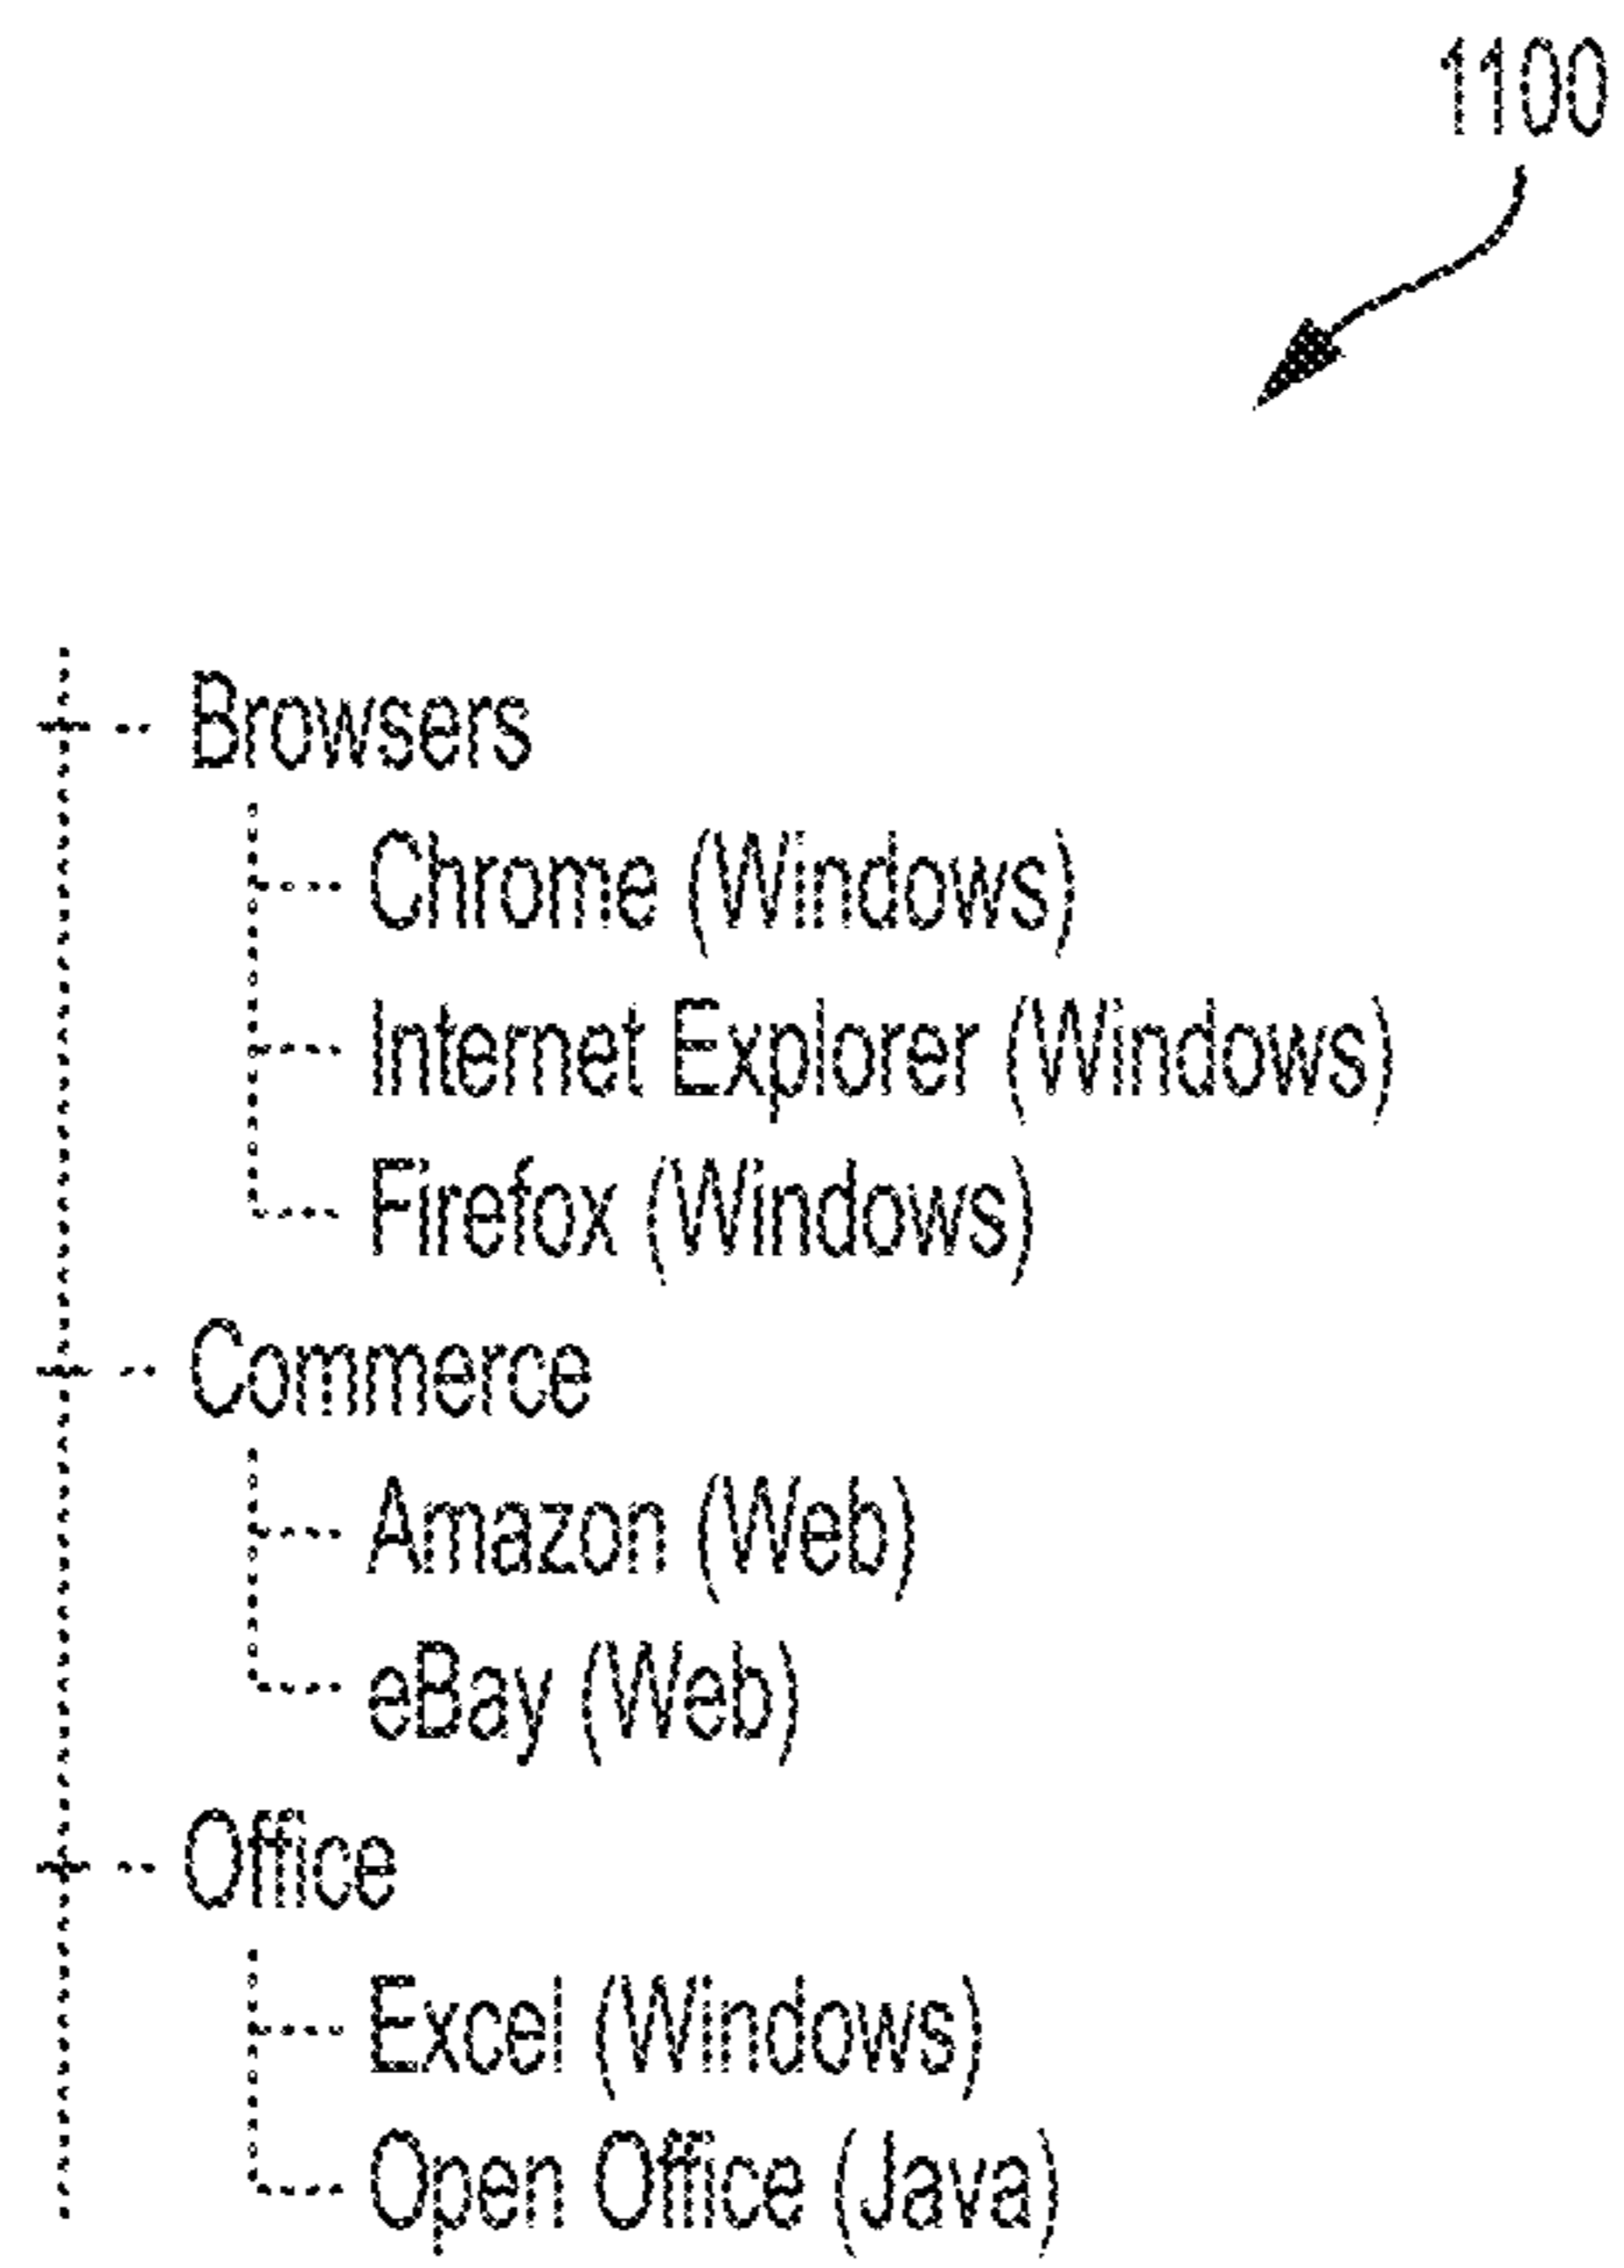 1100
Browsers
Chrome (Windows)
Internet Explorer (Windows)
Firefox (Windows)
Commerce
Amazon (Web)
eBay (Web)
Office
Excel (Windows)
Open Office (Java)